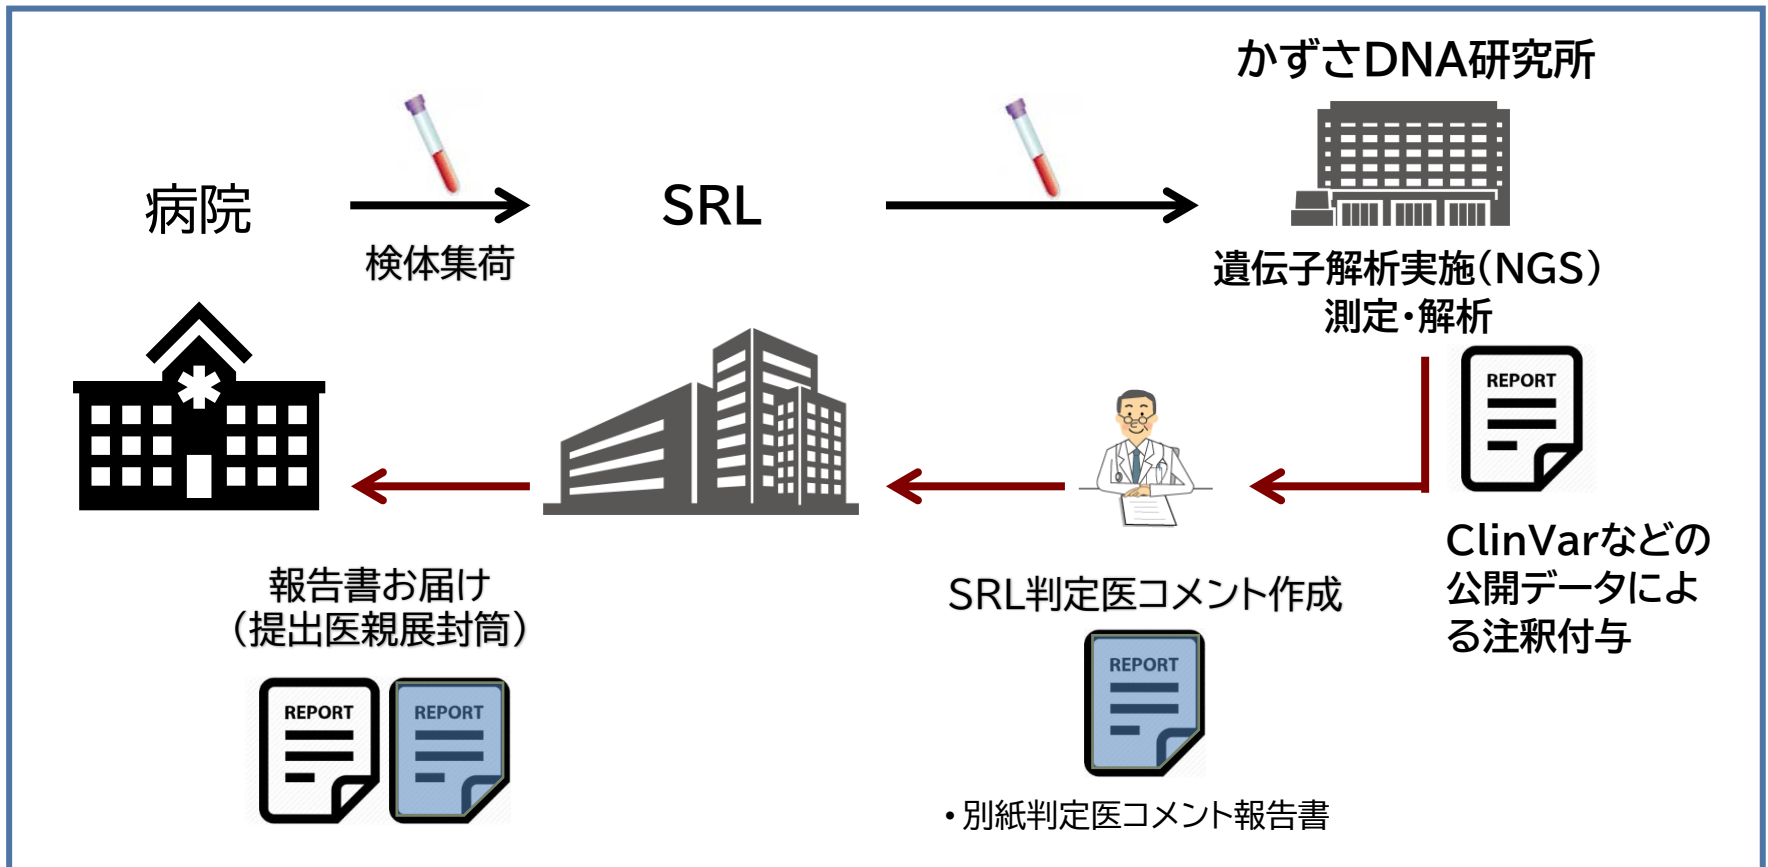 かずさDNA研究所
病院
SRL
検体集荷
遺伝子解析実施(NGS)
測定・解析
REPORT
ClinVarなどの
公開データによ
る注釈付与
SRL判定医コメント作成
REPORT
・別紙判定医コメント報告書
報告書お届け
(提出医親展封筒)
REPORT
REPORT